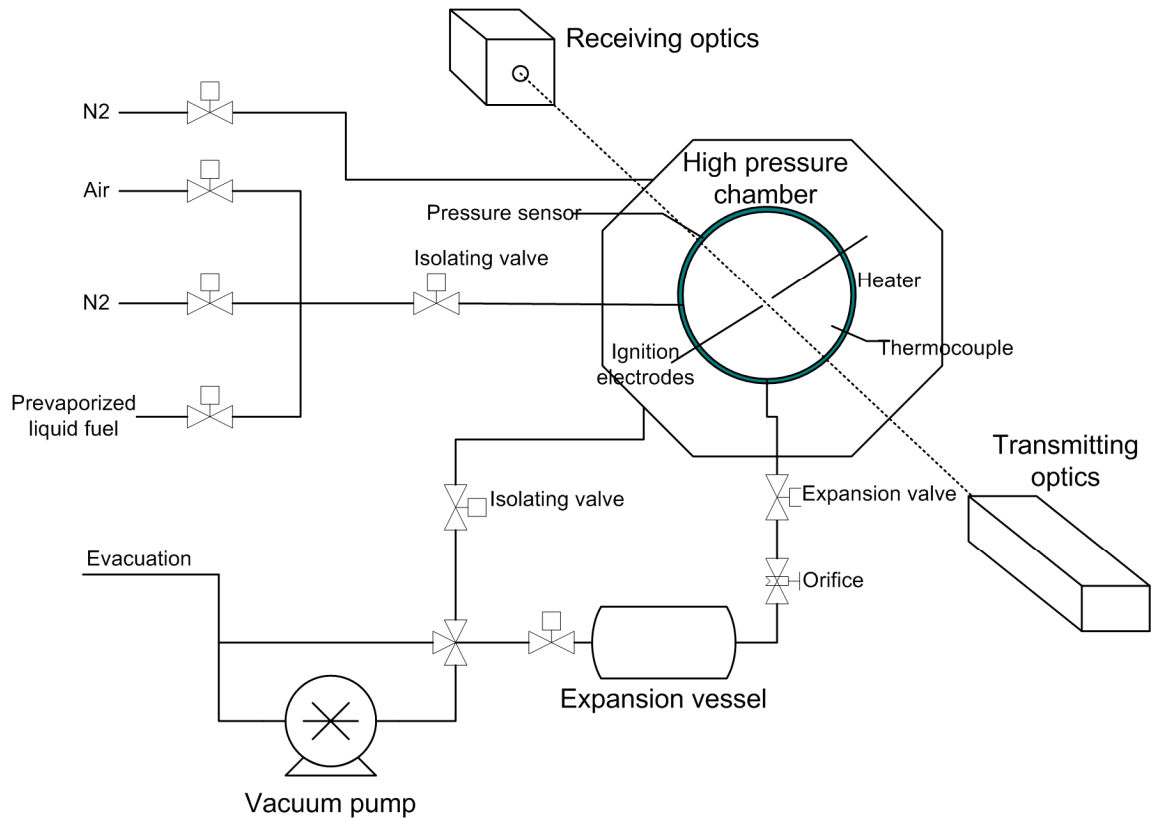 Receiving optics
N2
Air
High pressure
chamber
Pressure sensor
Isolating valve
N2
Heater
Ignition
electrodes
Thermocouple
Prevaporized
liquid fuel
Transmitting
optics
Isolating valve
Expansion valve
Evacuation
Orifice
Expansion vessel
Vacuum pump